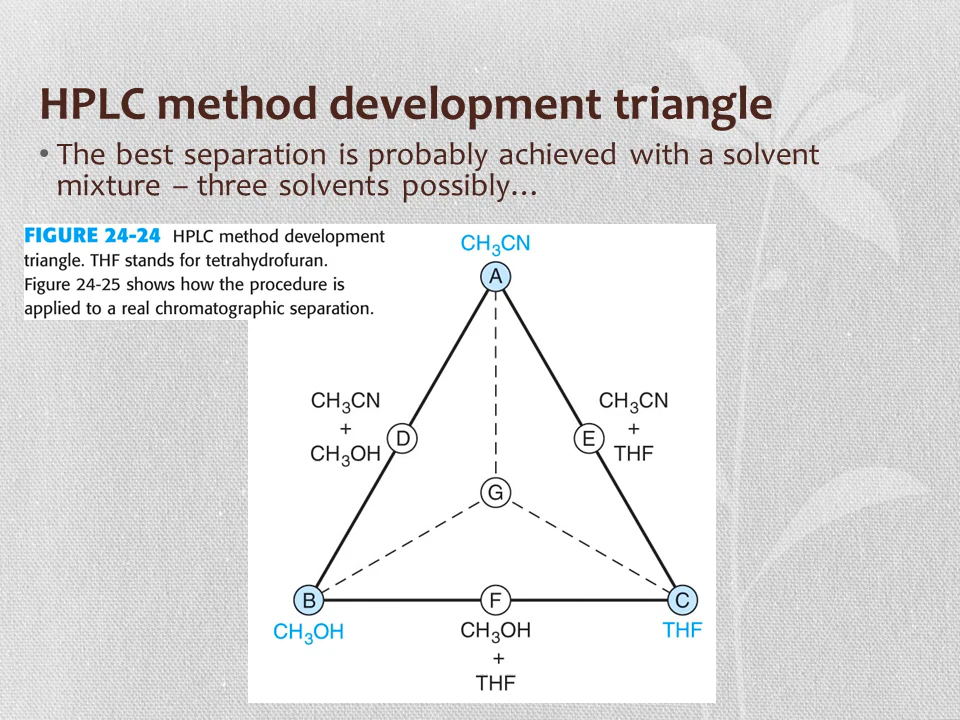 HPLC method development triangle
• The best separation is probably achieved with a solvent
mixture – three solvents possibly…
FIGURE 24-24 HPLC method development
triangle. THF stands for tetrahydrofuran.
Figure 24-25 shows how the procedure is
applied to a real chromatographic separation.
CH₃CN
A
CH₃CN
+
CH₃OH
D
E
CH₃CN
+
THF
G
B
CH₃OH
F
CH₃OH
+
THF
C
THF